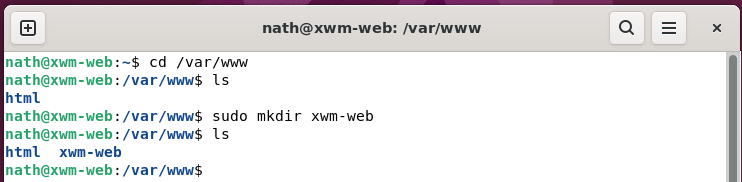 nath@xwm-web: /var/www
nath@xwm-web:~$ cd /var/www
nath@xwm-web:/var/www$ ls
html
nath@xwm-web:/var/www$ sudo mkdir xwm-web
nath@xwm-web:/var/www$ ls
html  xwm-web
nath@xwm-web:/var/www$